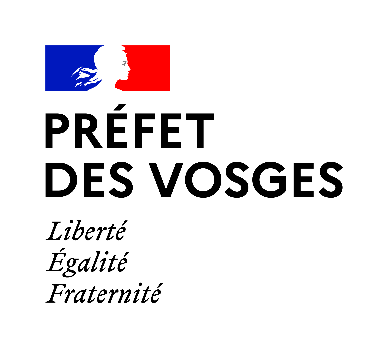 PRÉFET
DES VOSGES
Liberté
Égalité
Fraternité